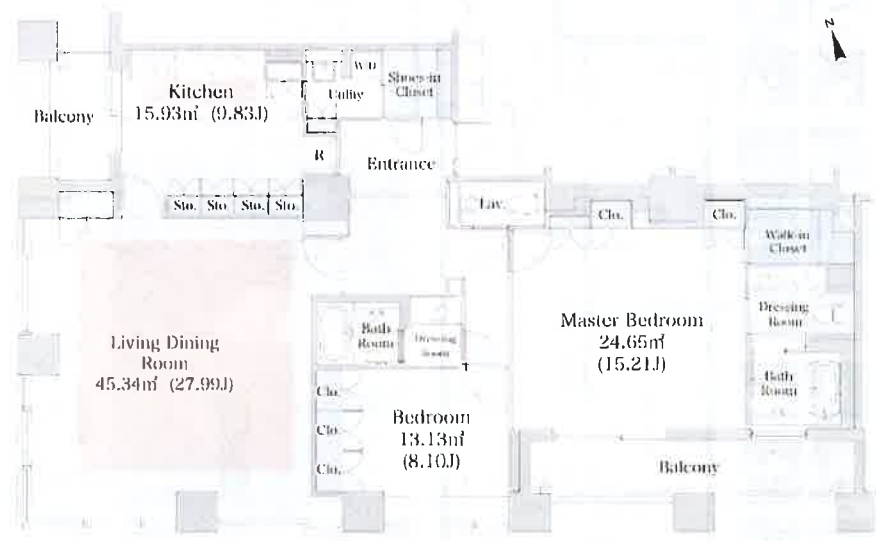 N
Kitchen
15.93㎡ (9.83J)
Balcony
W/D
Utility
Shoes-in
Closet
R
Entrance
Sto. Sto. Sto. Sto.
Lav.
Clo.
Clo.
Walk-in
Closet
Living Dining
Room
45.34㎡ (27.99J)
Bath
Room
Dressing
Room
Master Bedroom
24.65㎡
(15.21J)
Dressing
Room
Bath
Room
Clo.
Clo.
Clo.
Bedroom
13.13㎡
(8.10J)
Balcony